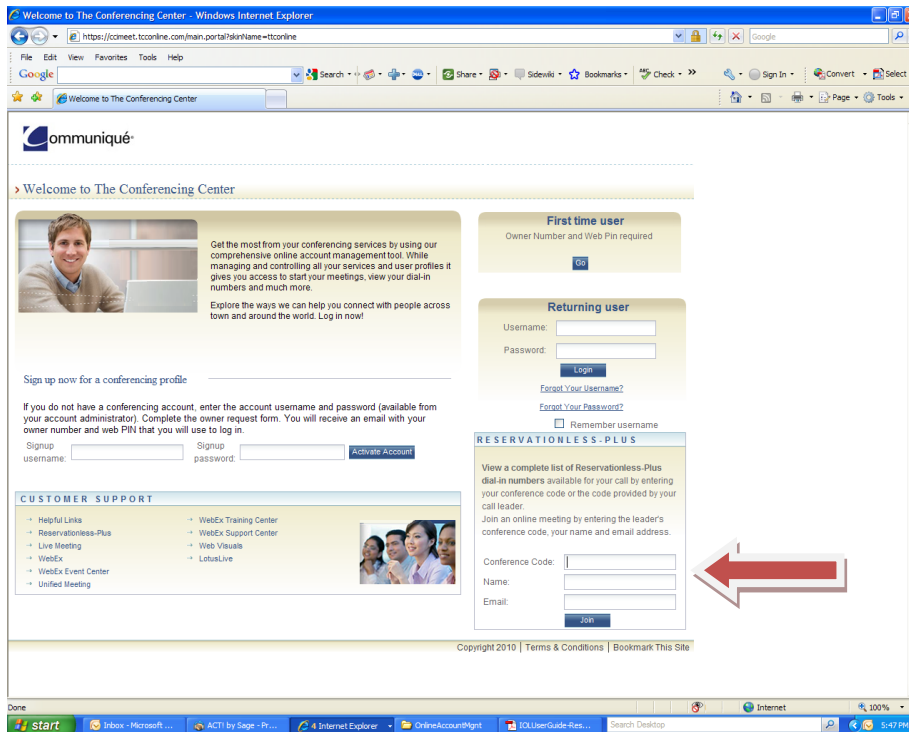 Welcome to The Conferencing Center - Windows Internet Explorer
https://ccimeet.tcconline.com/main.portal?skinName=ttconline
Google
File Edit View Favorites Tools Help
Google Search Share Sidewiki Bookmarks Check Sign In Convert Select
Welcome to The Conferencing Center Page Tools
ommuniqué
Welcome to The Conferencing Center
Get the most from your conferencing services by using our
comprehensive online account management tool. While
managing and controlling all your services and user profiles it
gives you access to start your meetings, view your dial-in
numbers and much more.
Explore the ways we can help you connect with people across
town and around the world. Log in now!
First time user
Owner Number and Web Pin required
Go
Returning user
Username:
Password:
Login
Forgot Your Username?
Forgot Your Password?
Remember username
Sign up now for a conferencing profile
If you do not have a conferencing account, enter the account username and password (available from
your account administrator). Complete the owner request form. You will receive an email with your
owner number and web PIN that you will use to log in.
Signup
username:
Signup
password:
Activate Account
CUSTOMER SUPPORT
Helpful Links
Reservationless-Plus
Live Meeting
WebEx
WebEx Event Center
Unified Meeting
WebEx Training Center
WebEx Support Center
Web Visuals
LotusLive
RESERVATIONLESS-PLUS
View a complete list of Reservationless-Plus
dial-in numbers available for your call by entering
your conference code or the code provided by your
call leader.
Join an online meeting by entering the leader's
conference code, your name and email address.
Conference Code:
Name:
Email:
Join
Copyright 2010 | Terms & Conditions | Bookmark This Site
Done Internet 100%
start Inbox - Microsoft ... ACT! by Sage - Pr... 4 Internet Explorer OnlineAccountMgnt IOLUserGuide-Res... Search Desktop 5:47 PM